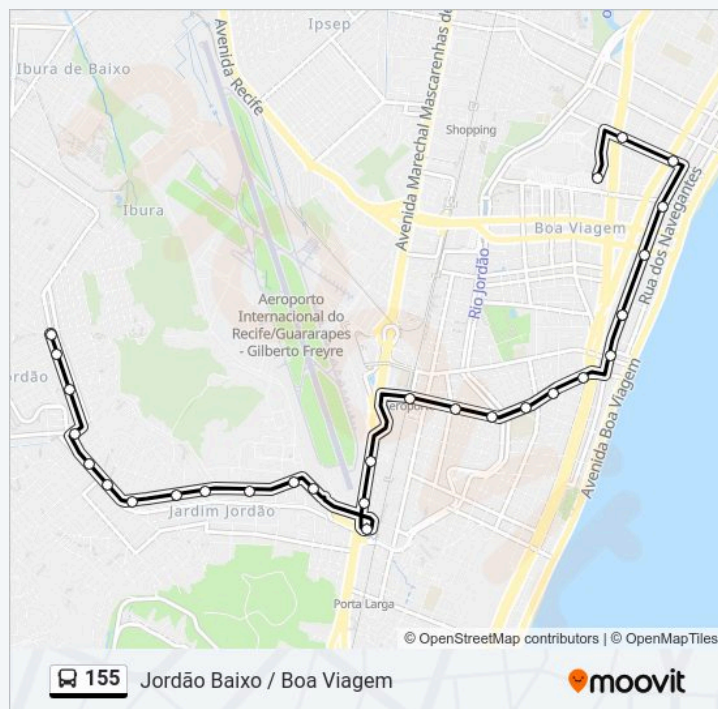 Ipsep
Ibura de Baixo
Avenida Recife
Avenida Marechal Mascarenhas de
Shopping
Ibura
Boa Viagem
Rua dos Navegantes
Rio Jordão
Aeroporto
Internacional do
Recife/Guararapes
- Gilberto Freyre
ordão
Aeroporto
Avenida Boa Viagem
Jardim Jordão
Porta Larga
© OpenStreetMap contributors | © OpenMapTiles
155 Jordão Baixo / Boa Viagem
moovit